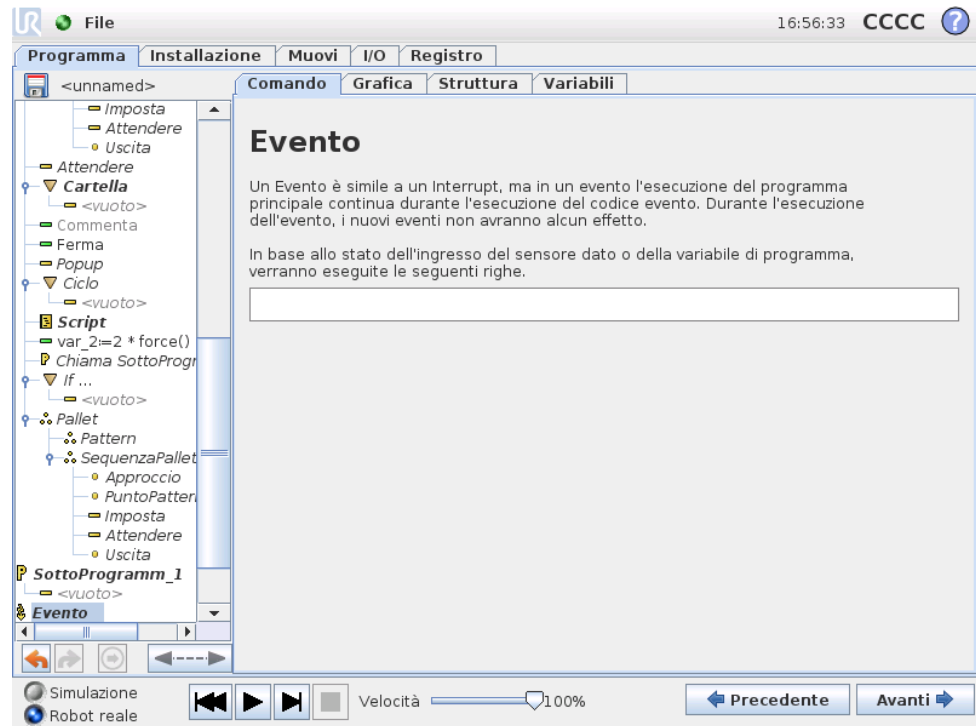 UR File 16:56:33 CCCC ?
Programma Installazione Muovi I/O Registro
<unnamed>
Comando Grafica Struttura Variabili
Imposta
Attendere
Uscita
Attendere
Cartella
<vuoto>
Commenta
Ferma
Popup
Ciclo
<vuoto>
Script
var_2:=2 * force()
Chiama SottoProgr
If ...
<vuoto>
Pallet
Pattern
SequenzaPallet
Approccio
PuntoPatter
Imposta
Attendere
Uscita
P SottoProgramm_1
<vuoto>
Evento
Evento
Un Evento è simile a un Interrupt, ma in un evento l'esecuzione del programma
principale continua durante l'esecuzione del codice evento. Durante l'esecuzione
dell'evento, i nuovi eventi non avranno alcun effetto.
In base allo stato dell'ingresso del sensore dato o della variabile di programma,
verranno eseguite le seguenti righe.
Simulazione
Robot reale
Velocità 100%
Precedente Avanti